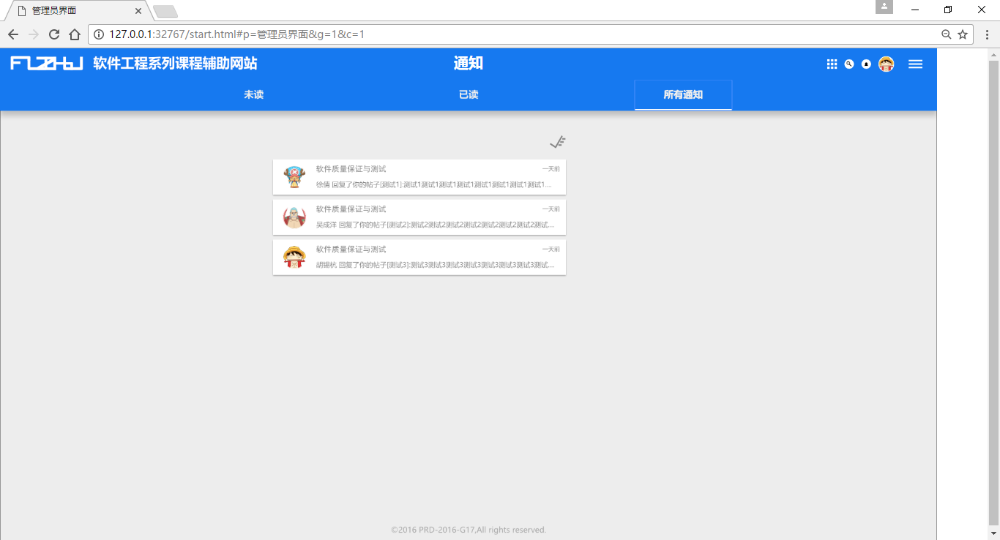 管理员界面
127.0.0.1:32767/start.html#p=管理员界面&g=1&c=1
软件工程系列课程辅助网站
通知
未读
已读
所有通知
软件质量保证与测试
一天前
徐倩 回复了你的帖子[测试1]:测试1测试1测试1测试1测试1测试1测试1测试1....
软件质量保证与测试
一天前
吴成洋 回复了你的帖子[测试2]:测试2测试2测试2测试2测试2测试2测试2测试....
软件质量保证与测试
一天前
胡锡杭 回复了你的帖子[测试3]:测试3测试3测试3测试3测试3测试3测试3测试....
©2016 PRD-2016-G17,All rights reserved.